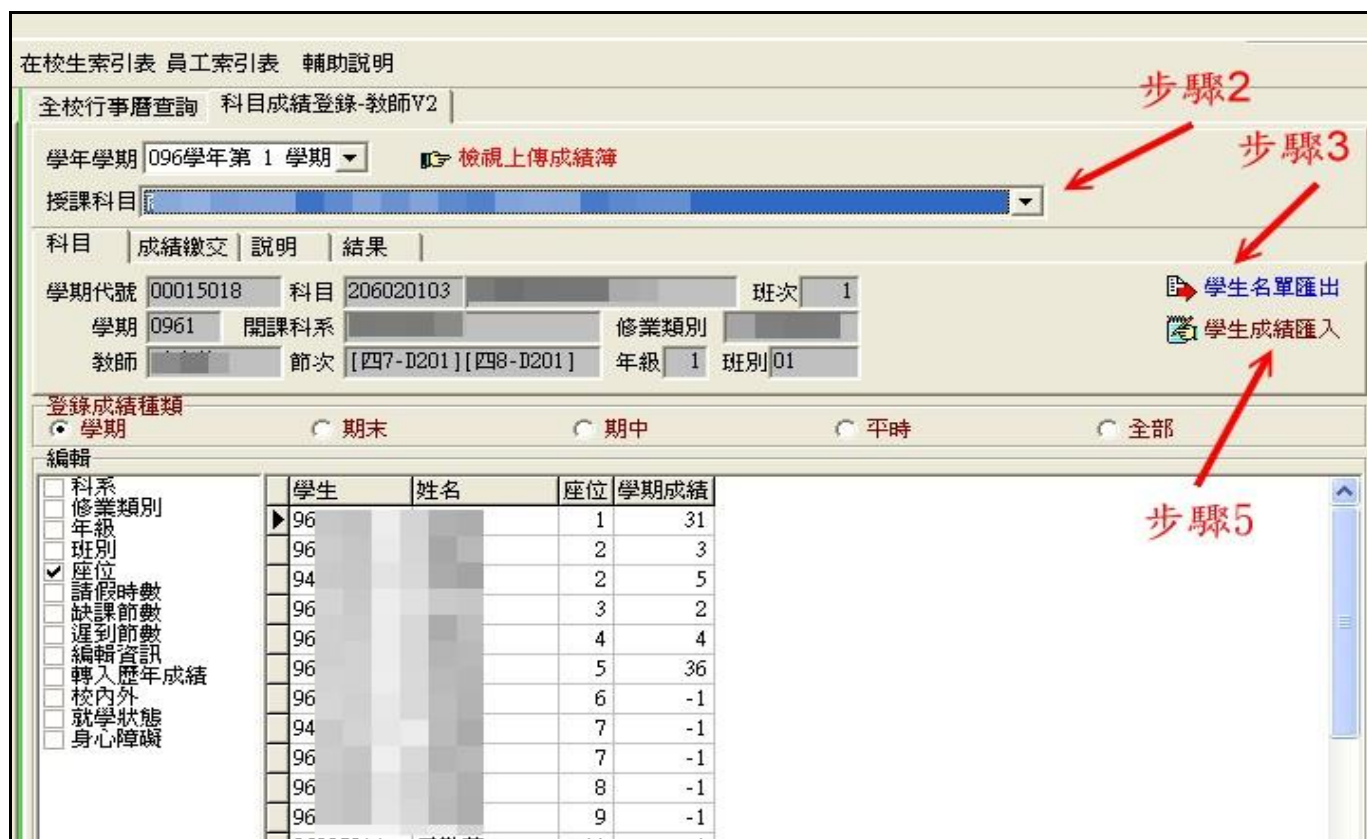 在校生索引表 員工索引表 輔助說明
步驟2
全校行事曆查詢 科目成績登錄-教師V2
步驟3
學年學期 096學年第 1 學期 檢視上傳成績簿
授課科目
科目 成績繳交 說明 結果
學期代號 00015018 科目 206020103 班次 1 學生名單匯出
學期 0961 開課科系 修業類別 學生成績匯入
教師 節次 [四7-D201][四8-D201] 年級 1 班別 01
登錄成績種類
學期 期末 期中 平時 全部
步驟5
編輯
科系
修業類別
年級
班別
座位
請假時數
缺課節數
遲到節數
編輯資訊
轉入歷年成績
校內外
就學狀態
身心障礙
學生 姓名 座位 學期成績
96 1 31
96 2 3
94 2 5
96 3 2
96 4 4
96 5 36
96 6 -1
94 7 -1
96 7 -1
96 8 -1
96 9 -1